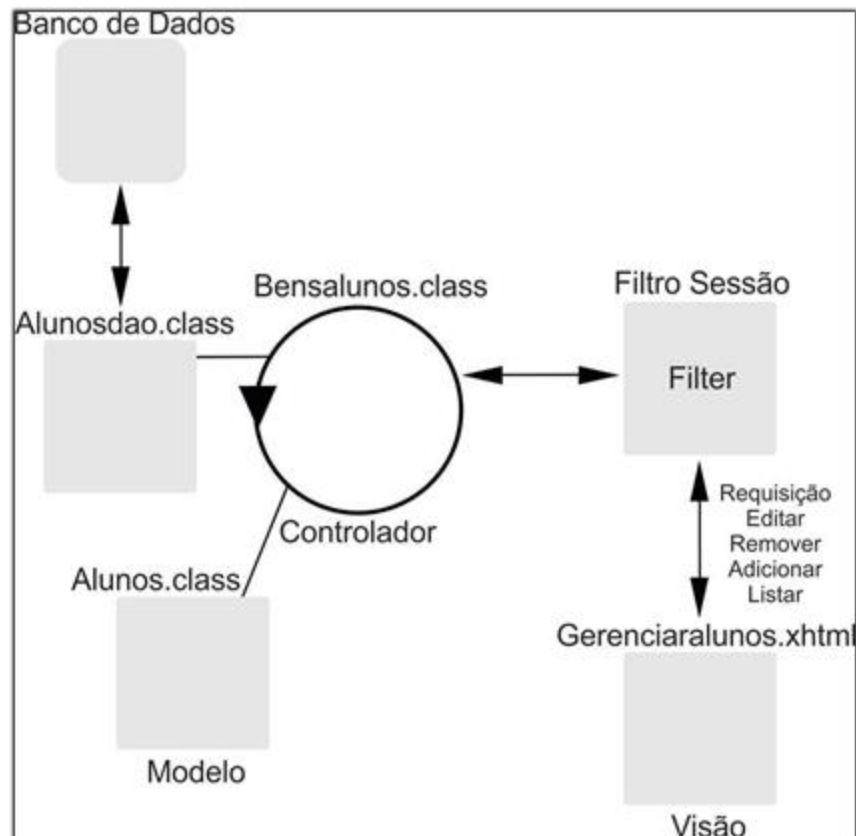 Banco de Dados
Bensalunos.class
Filtro Sessão
Alunosdao.class
Filter
Requisição
Editar
Remover
Adicionar
Listar
Controlador
Alunos.class
Gerenciaralunos.xhtml
Modelo
Visão